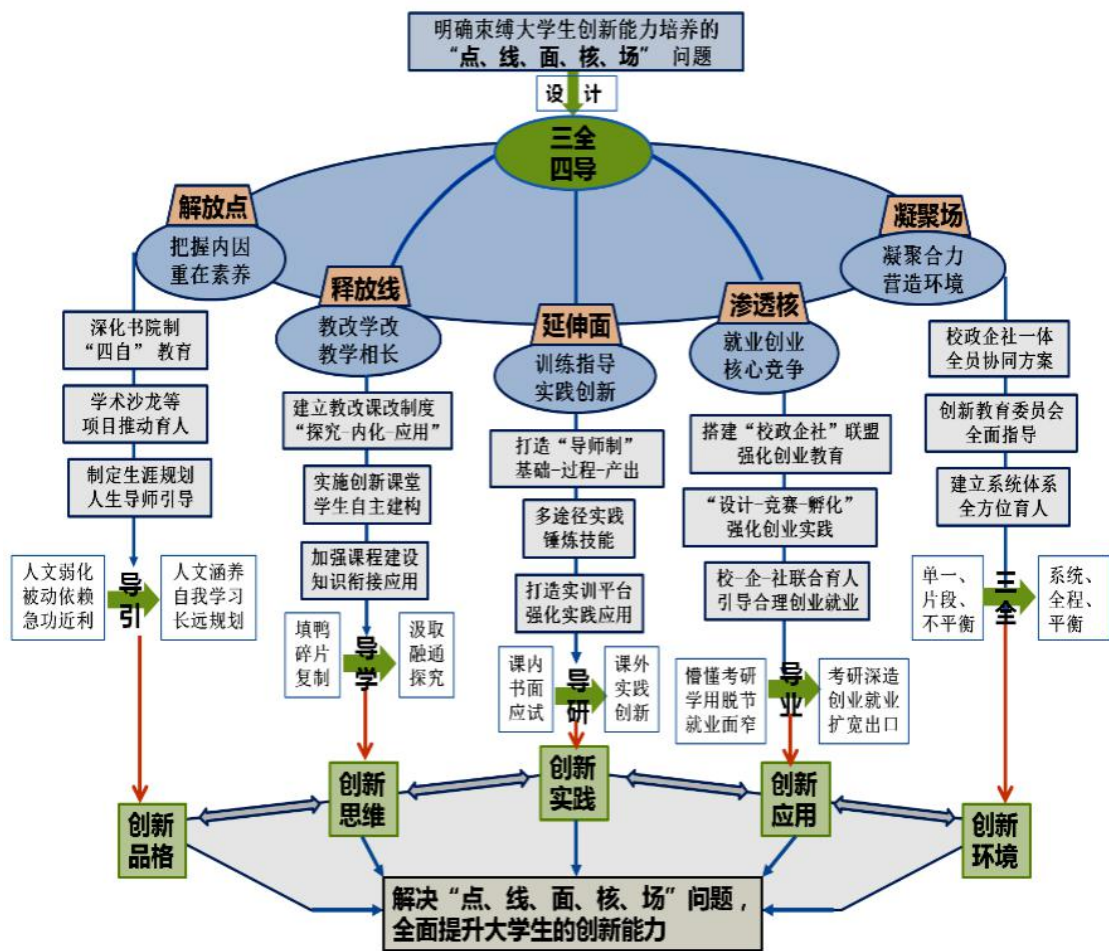 明确束缚大学生创新能力培养的
“点、线、面、核、场” 问题
设 计
三全
四导
解放点
把握内因
重在素养
深化书院制
“四自” 教育
学术沙龙等
项目推动育人
制定生涯规划
人生导师引导
人文弱化
被动依赖
急功近利
导引
人文涵养
自我学习
长远规划
创新
品格
释放线
教改学改
教学相长
建立教改课改制度
“探究-内化-应用”
实施创新课堂
学生自主建构
加强课程建设
知识衔接应用
填鸭
碎片
复制
导学
汲取
融通
探究
创新
思维
延伸面
训练指导
实践创新
打造“导师制”
基础-过程-产出
多途径实践
锤炼技能
打造实训平台
强化实践应用
课内
书面
应试
导研
课外
实践
创新
创新
实践
渗透核
就业创业
核心竞争
搭建“校政企社”联盟
强化创业教育
“设计-竞赛-孵化”
强化创业实践
校-企-社联合育人
引导合理创业就业
懵懂考研
学用脱节
就业面窄
导业
考研深造
创业就业
扩宽出口
创新
应用
凝聚场
凝聚合力
营造环境
校政企社一体
全员协同方案
创新教育委员会
全面指导
建立系统体系
全方位育人
单一、
片段、
不平衡
三全
系统、
全程、
平衡
创新
环境
解决“点、线、面、核、场”问题，
全面提升大学生的创新能力